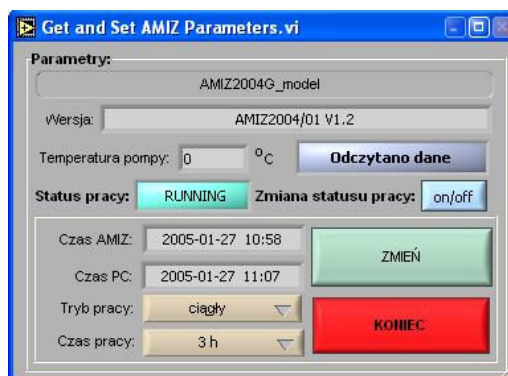 Get and Set AMIZ Parameters.vi
Parametry:
AMIZ2004G_model
Wersja: AMIZ2004/01 V1.2
Temperatura pompy: 0 °C Odczytano dane
Status pracy: RUNNING Zmiana statusu pracy: on/off
Czas AMIZ: 2005-01-27 10:58 ZMIEŃ
Czas PC: 2005-01-27 11:07
Tryb pracy: ciągły KONIEC
Czas pracy: 3 h